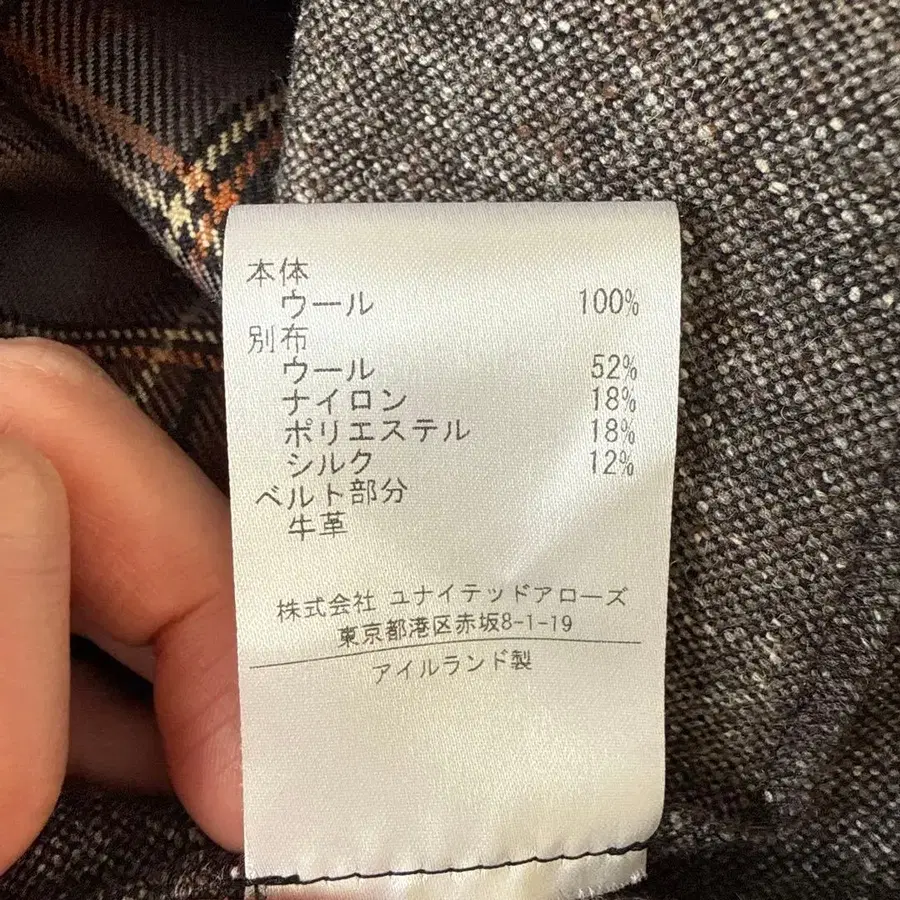 本体
ウール 100%
別布
ウール 52%
ナイロン 18%
ポリエステル 18%
シルク 12%
ベルト部分
牛革
株式会社 ユナイテッドアローズ
東京都港区赤坂8-1-19
アイルランド製